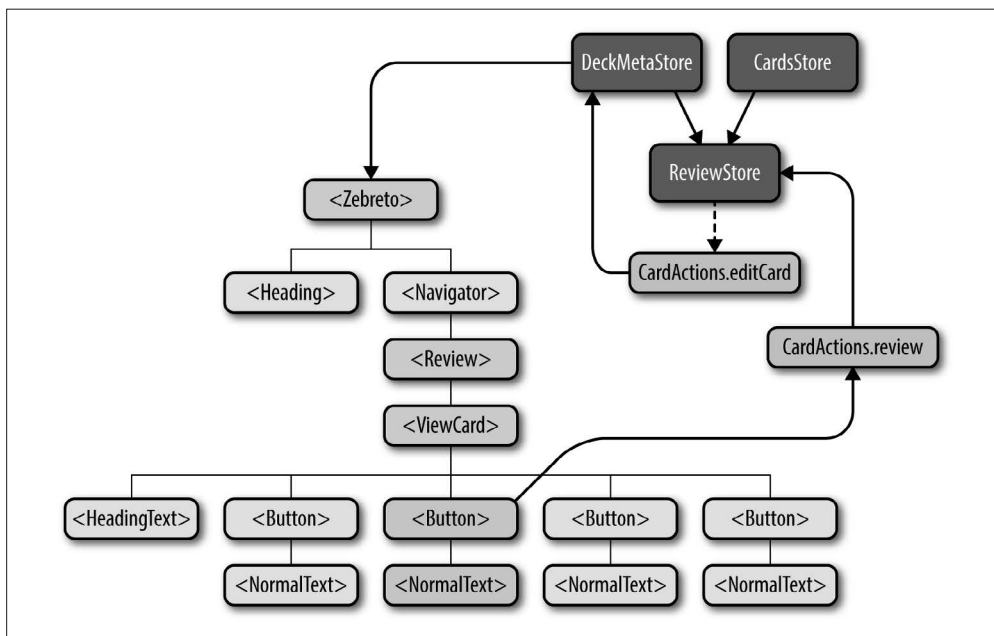 DeckMetaStore
CardsStore
ReviewStore
<Zebreto>
CardActions.editCard
<Heading>
<Navigator>
CardActions.review
<Review>
<ViewCard>
<HeadingText>
<Button>
<Button>
<Button>
<Button>
<NormalText>
<NormalText>
<NormalText>
<NormalText>